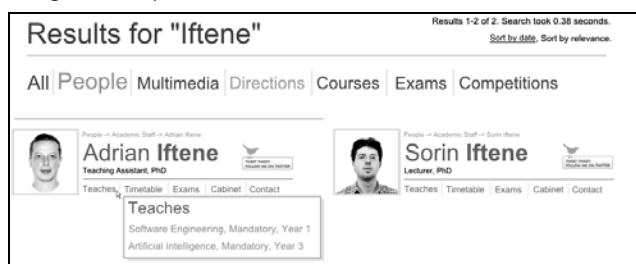 Results for "Iftene"
Results 1-2 of 2. Search took 0.38 seconds.
Sort by date, Sort by relevance.
All People Multimedia Directions Courses Exams Competitions
People -> Academic Staff -> Adrian Iftene
Adrian Iftene
Teaching Assistant, PhD
Teaches Timetable Exams Cabinet Contact
Teaches
Software Engineering, Mandatory, Year 1
Artificial Intelligence, Mandatory, Year 3
People -> Academic Staff -> Sorin Iftene
Sorin Iftene
Lecturer, PhD
Teaches Timetable Exams Cabinet Contact